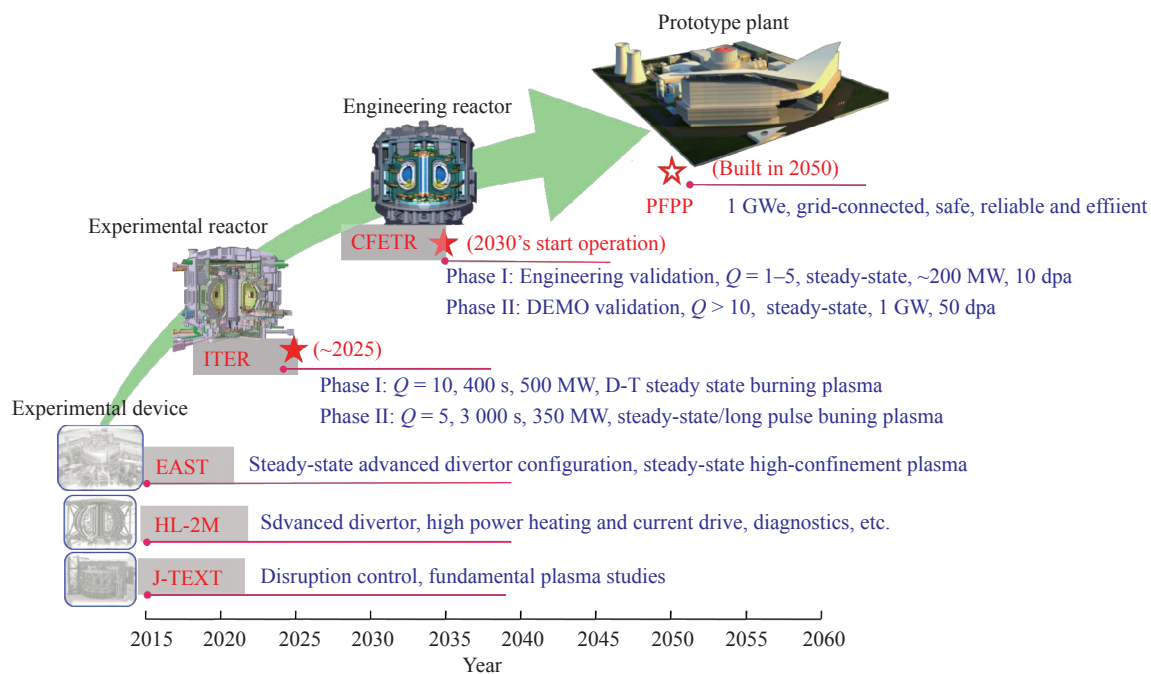 Prototype plant
Engineering reactor
(Built in 2050)
PFPP
1 GWe, grid-connected, safe, reliable and effiient
Experimental reactor
CFETR
(2030's start operation)
Phase I: Engineering validation, Q = 1–5, steady-state, ~200 MW, 10 dpa
Phase II: DEMO validation, Q > 10, steady-state, 1 GW, 50 dpa
ITER
(~2025)
Phase I: Q = 10, 400 s, 500 MW, D-T steady state burning plasma
Phase II: Q = 5, 3 000 s, 350 MW, steady-state/long pulse buning plasma
Experimental device
EAST
Steady-state advanced divertor configuration, steady-state high-confinement plasma
HL-2M
Sdvanced divertor, high power heating and current drive, diagnostics, etc.
J-TEXT
Disruption control, fundamental plasma studies
2015 2020 2025 2030 2035 2040 2045 2050 2055 2060
Year